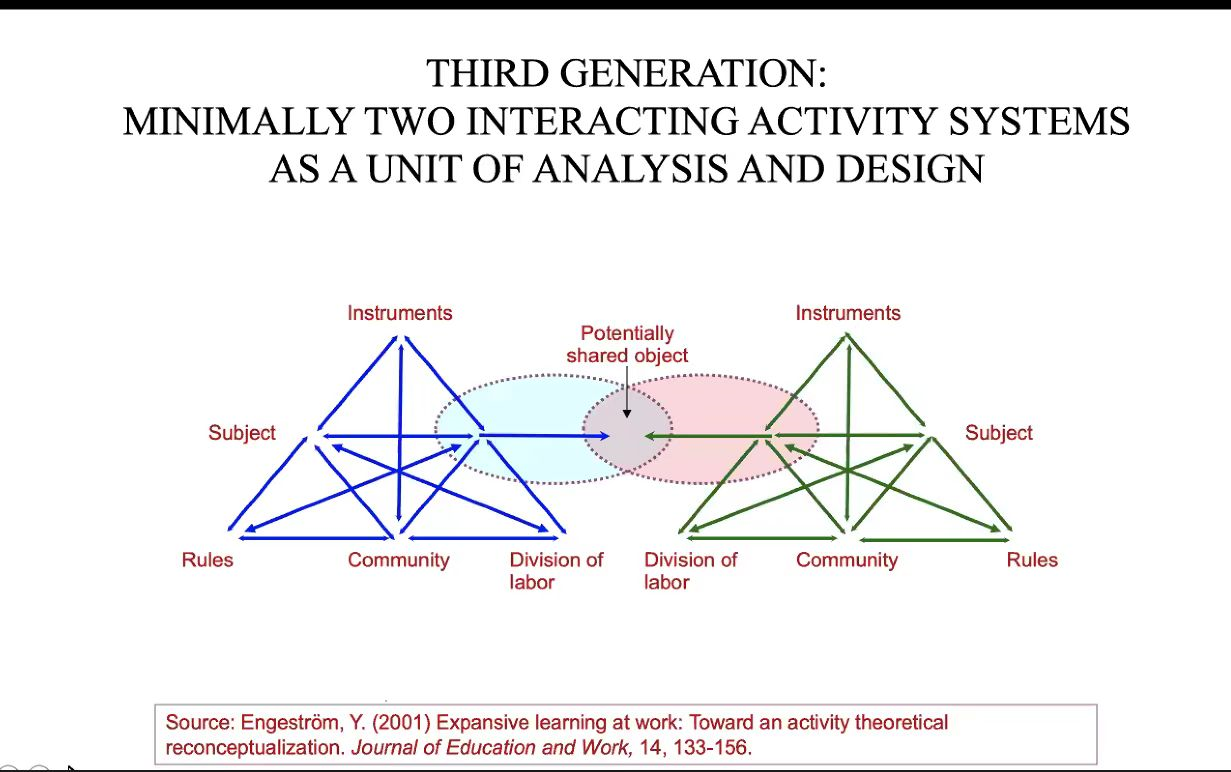 THIRD GENERATION:
MINIMALLY TWO INTERACTING ACTIVITY SYSTEMS
AS A UNIT OF ANALYSIS AND DESIGN
Instruments
Instruments
Potentially
shared object
Subject
Subject
Rules
Community
Division of
labor
Division of
labor
Community
Rules
Source: Engeström, Y. (2001) Expansive learning at work: Toward an activity theoretical
reconceptualization. Journal of Education and Work, 14, 133-156.